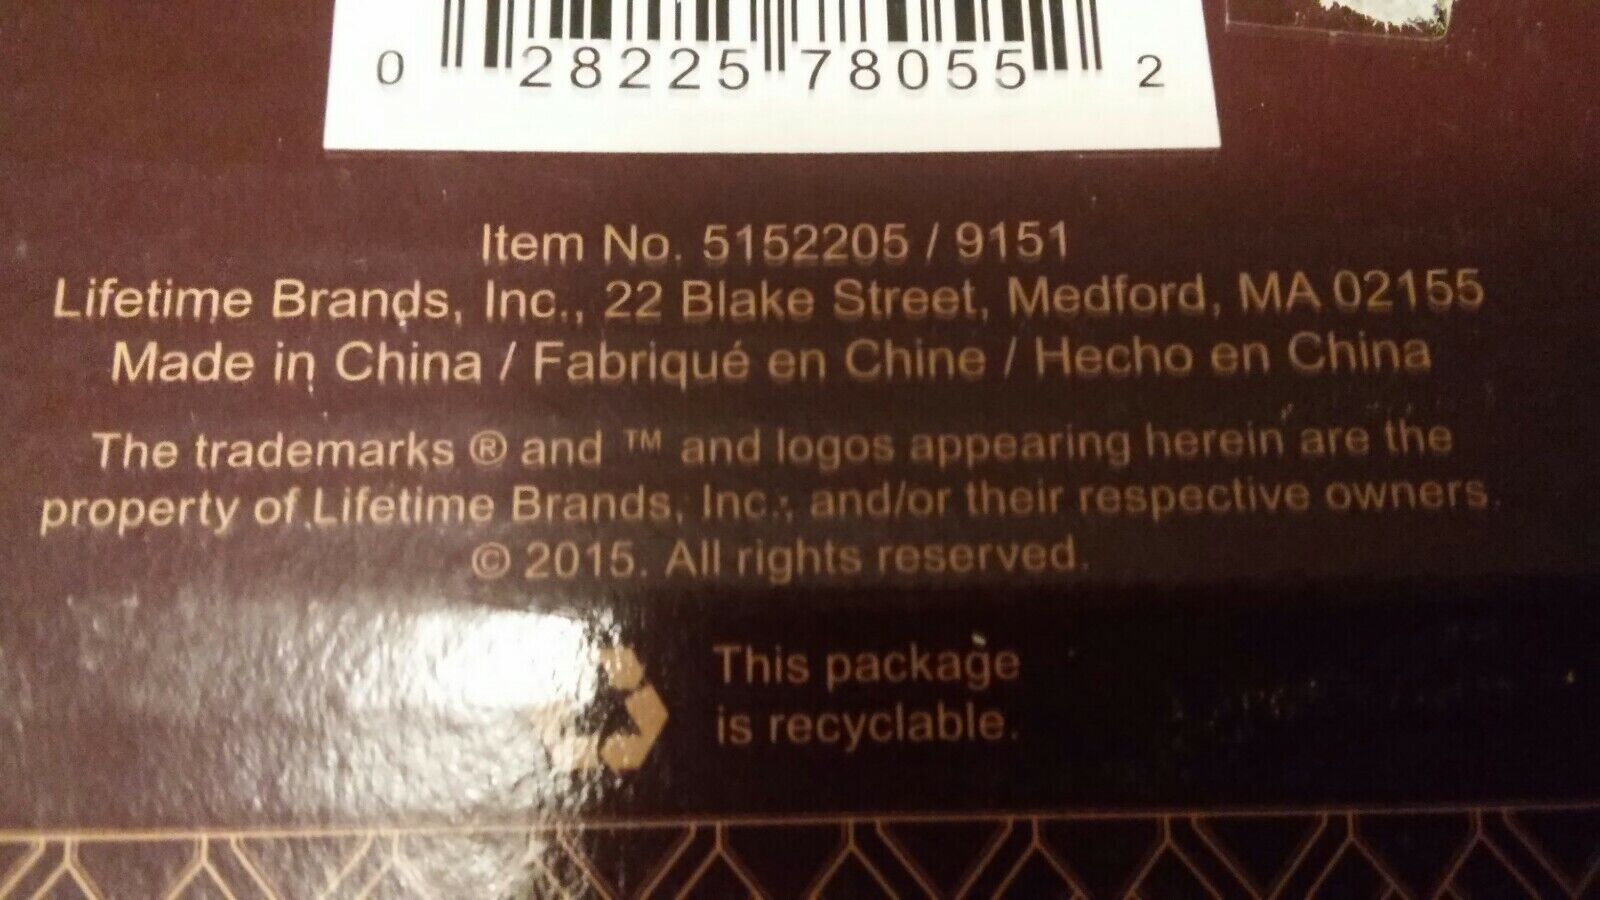 0 28225 78055 2
Item No. 5152205 / 9151
Lifetime Brands, Inc., 22 Blake Street, Medford, MA 02155
Made in China / Fabriqué en Chine / Hecho en China
The trademarks ® and ™ and logos appearing herein are the
property of Lifetime Brands, Inc., and/or their respective owners.
© 2015. All rights reserved.
This package
is recyclable.